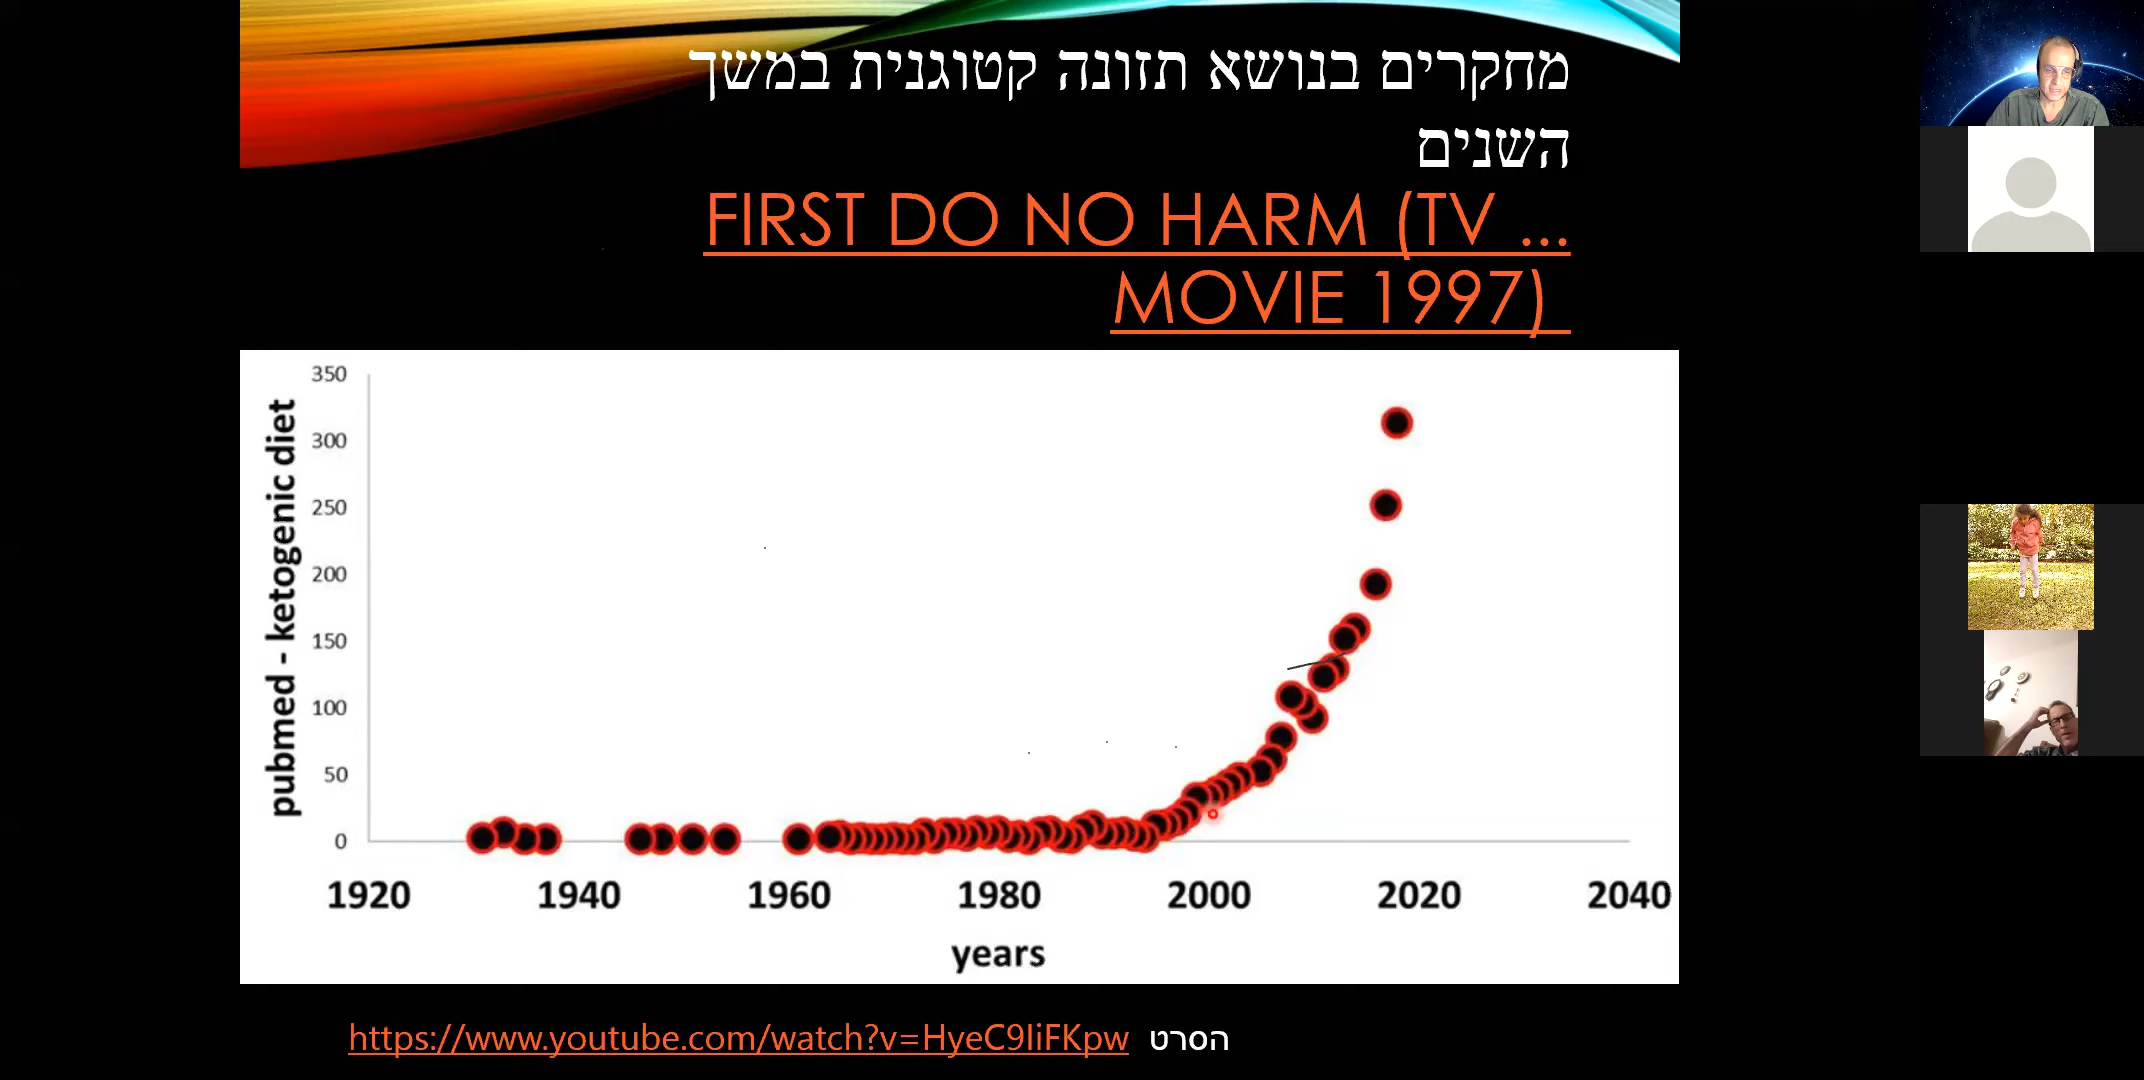 מחקרים בנושא תזונה קטוגנית במשך
השנים
FIRST DO NO HARM (TV ...
MOVIE 1997)
pubmed - ketogenic diet
350
300
250
200
150
100
50
0
1920 1940 1960 1980 2000 2020 2040
years
הסרט https://www.youtube.com/watch?v=HyeC9IiFKpw